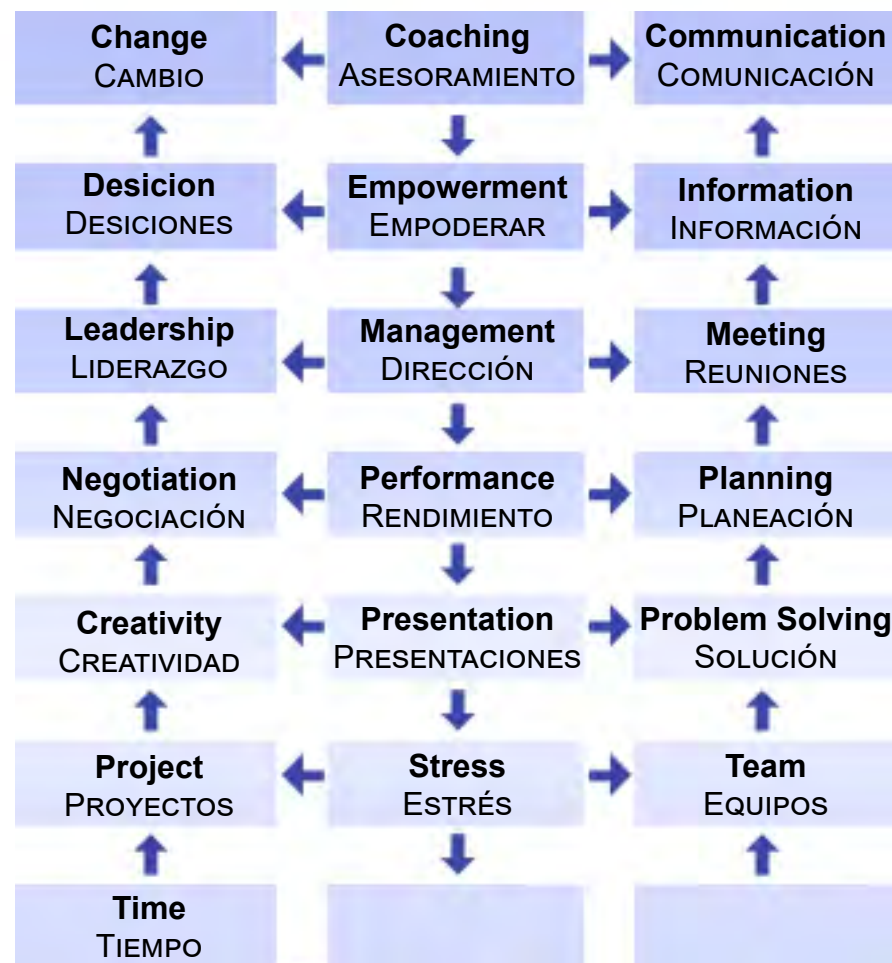 Change
CAMBIO
Coaching
ASESORAMIENTO
Communication
COMUNICACIÓN
Desicion
DESICIONES
Empowerment
EMPODERAR
Information
INFORMACIÓN
Leadership
LIDERAZGO
Management
DIRECCIÓN
Meeting
REUNIONES
Negotiation
NEGOCIACIÓN
Performance
RENDIMIENTO
Planning
PLANEACIÓN
Creativity
CREATIVIDAD
Presentation
PRESENTACIONES
Problem Solving
SOLUCIÓN
Project
PROYECTOS
Stress
ESTRÉS
Team
EQUIPOS
Time
TIEMPO